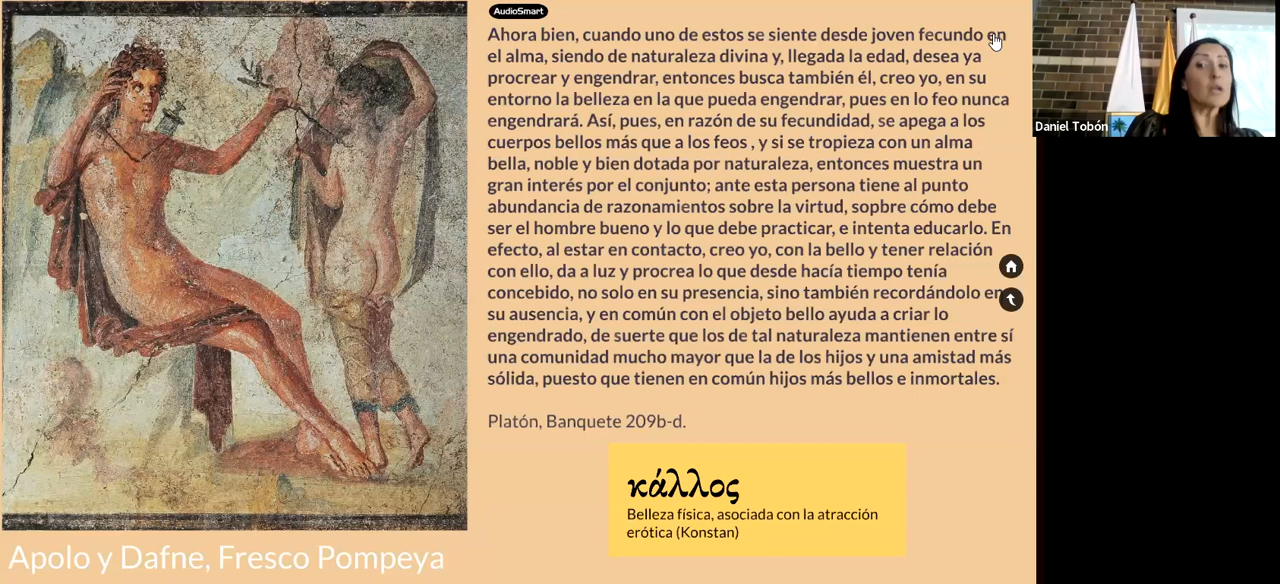 AudioSmart
Ahora bien, cuando uno de estos se siente desde joven fecundo en
el alma, siendo de naturaleza divina y, llegada la edad, desea ya
procrear y engendrar, entonces busca también él, creo yo, en su
entorno la belleza en la que pueda engendrar, pues en lo feo nunca
engendrará. Así, pues, en razón de su fecundidad, se apega a los
cuerpos bellos más que a los feos , y si se tropieza con un alma
bella, noble y bien dotada por naturaleza, entonces muestra un
gran interés por el conjunto; ante esta persona tiene al punto
abundancia de razonamientos sobre la virtud, sopbre cómo debe
ser el hombre bueno y lo que debe practicar, e intenta educarlo. En
efecto, al estar en contacto, creo yo, con la bello y tener relación
con ello, da a luz y procrea lo que desde hacía tiempo tenía
concebido, no solo en su presencia, sino también recordándolo en
su ausencia, y en común con el objeto bello ayuda a criar lo
engendrado, de suerte que los de tal naturaleza mantienen entre sí
una comunidad mucho mayor que la de los hijos y una amistad más
sólida, puesto que tienen en común hijos más bellos e inmortales.
Platón, Banquete 209b-d.
κάλλος
Belleza física, asociada con la atracción
erótica (Konstan)
Apolo y Dafne, Fresco Pompeya
Daniel Tobón